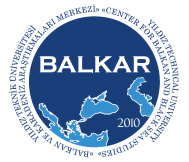 YILDIZ TEKNİK ÜNİVERSİTESİ
BALKAN VE KARADENİZ ARAŞTIRMALARI MERKEZİ
YILDIZ TECHNICAL UNIVERSITY
CENTER FOR BALKAN AND BLACK SEA STUDIES
BALKAR
2010